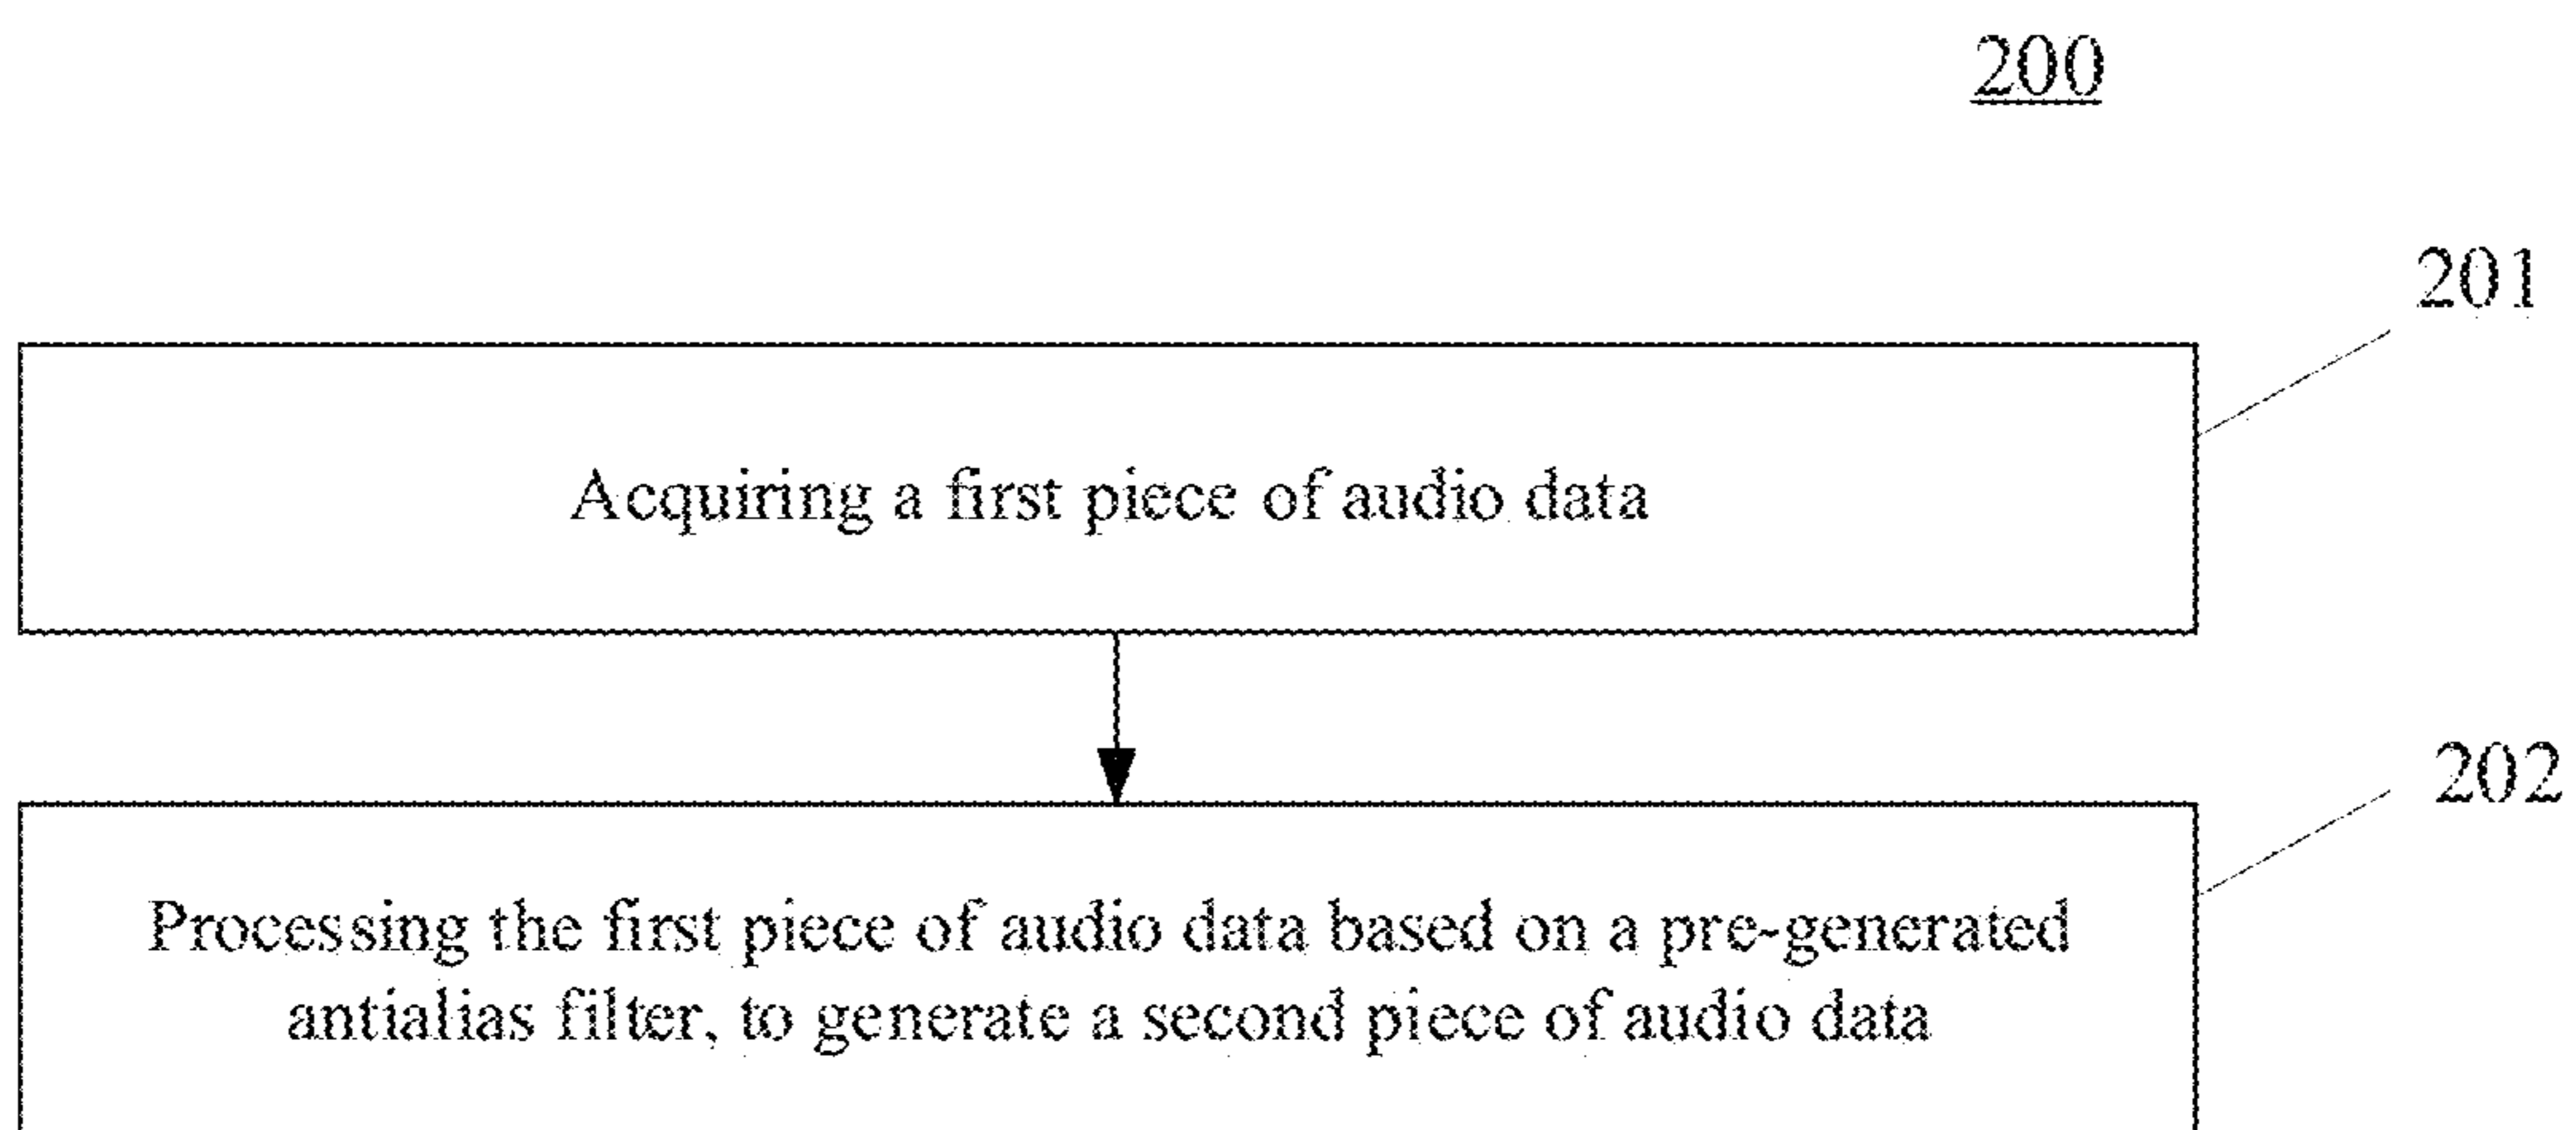 200
201
Acquiring a first piece of audio data
202
Processing the first piece of audio data based on a pre-generated
antialias filter, to generate a second piece of audio data